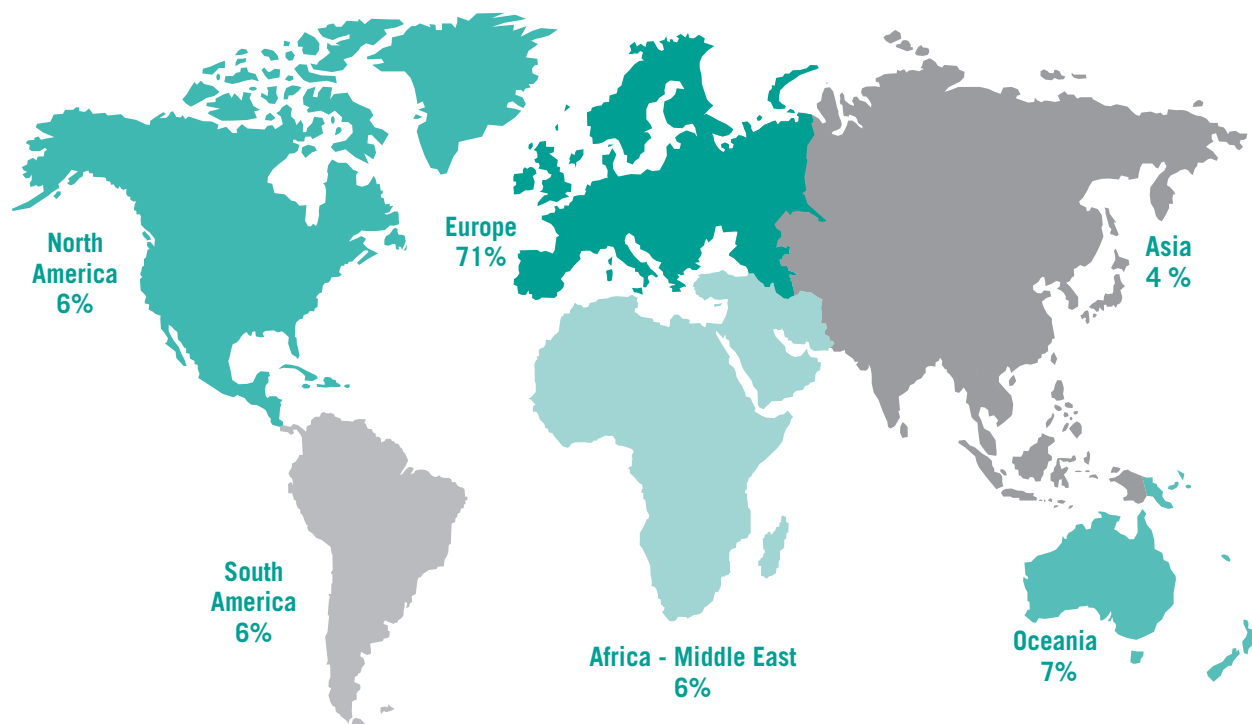 North
America
6%
Europe
71%
Asia
4 %
South
America
6%
Africa - Middle East
6%
Oceania
7%